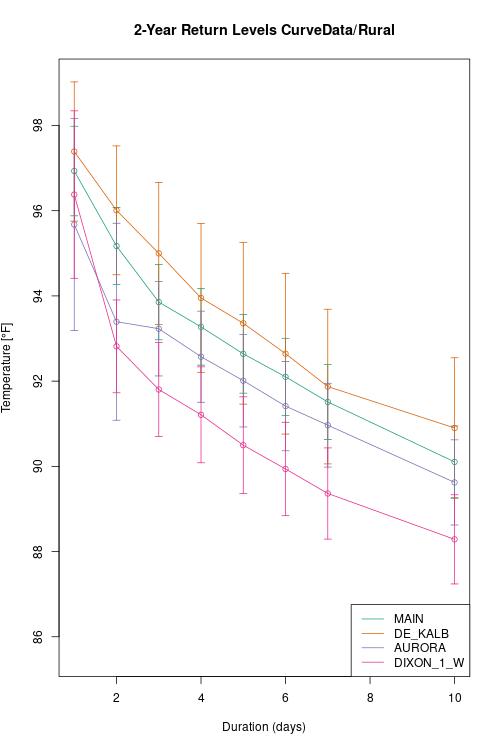 2-Year Return Levels CurveData/Rural
Temperature [°F]
98
96
94
92
90
88
86
2 4 6 8 10
Duration (days)
MAIN
DE_KALB
AURORA
DIXON_1_W